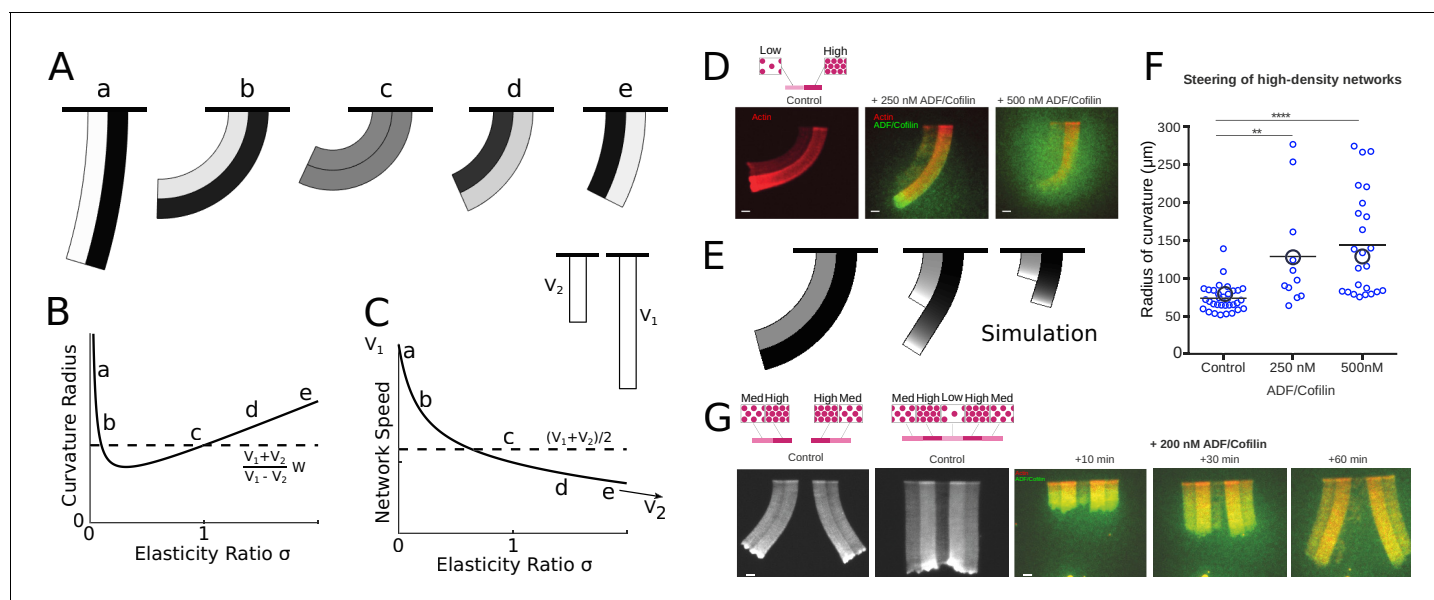 A
a
b
c
d
e
V₂
V₁
B
Curvature Radius
a
b
c
d
e
V₁+V₂
V₁ - V₂
W
0
0
1
Elasticity Ratio σ
C
V₁
Network Speed
a
b
c
(V₁+V₂)/2
d
e
V₂
0
1
Elasticity Ratio σ
D
Low
High
Control
+ 250 nM ADF/Cofilin
+ 500 nM ADF/Cofilin
Actin
Actin
ADF/Cofilin
E
Simulation
F
Steering of high-density networks
****
**
Radius of curvature (µm)
300
250
200
150
100
50
0
Control
250 nM
500nM
ADF/Cofilin
G
Med High
High Med
Med High Low High Med
Control
Control
+ 200 nM ADF/Cofilin
+10 min
+30 min
+60 min
ADF/Cofilin